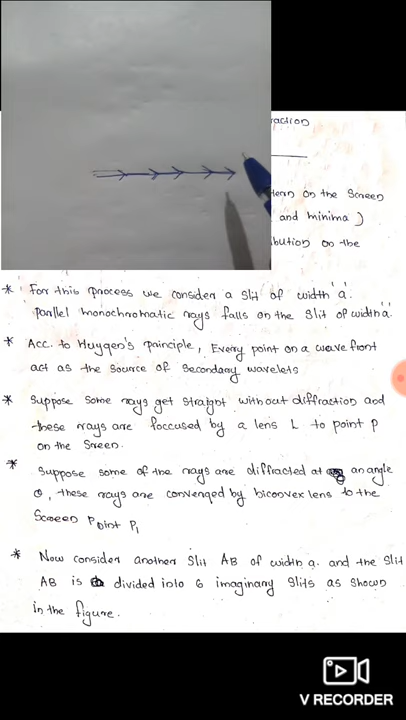 raction
tern on the Screen
and minima )
ibution on the
* For this process we consider a slit of width 'a'.
parallel monochromatic rays falls on the slit of width 'a'.
* Acc. to Huygen's principle, Every point on a wave front
act as the source of secondary wavelets
* Suppose some rays get straight without diffraction and
these rays are foccused by a lens L to point P
on the Screen.
* Suppose some of the rays are diffracted at an angle
θ, these rays are convenged by biconvex lens to the
Screen Point P1
* Now consider another slit AB of width a. and the slit
AB is divided into 6 imaginary slits as shown
in the figure.
V RECORDER